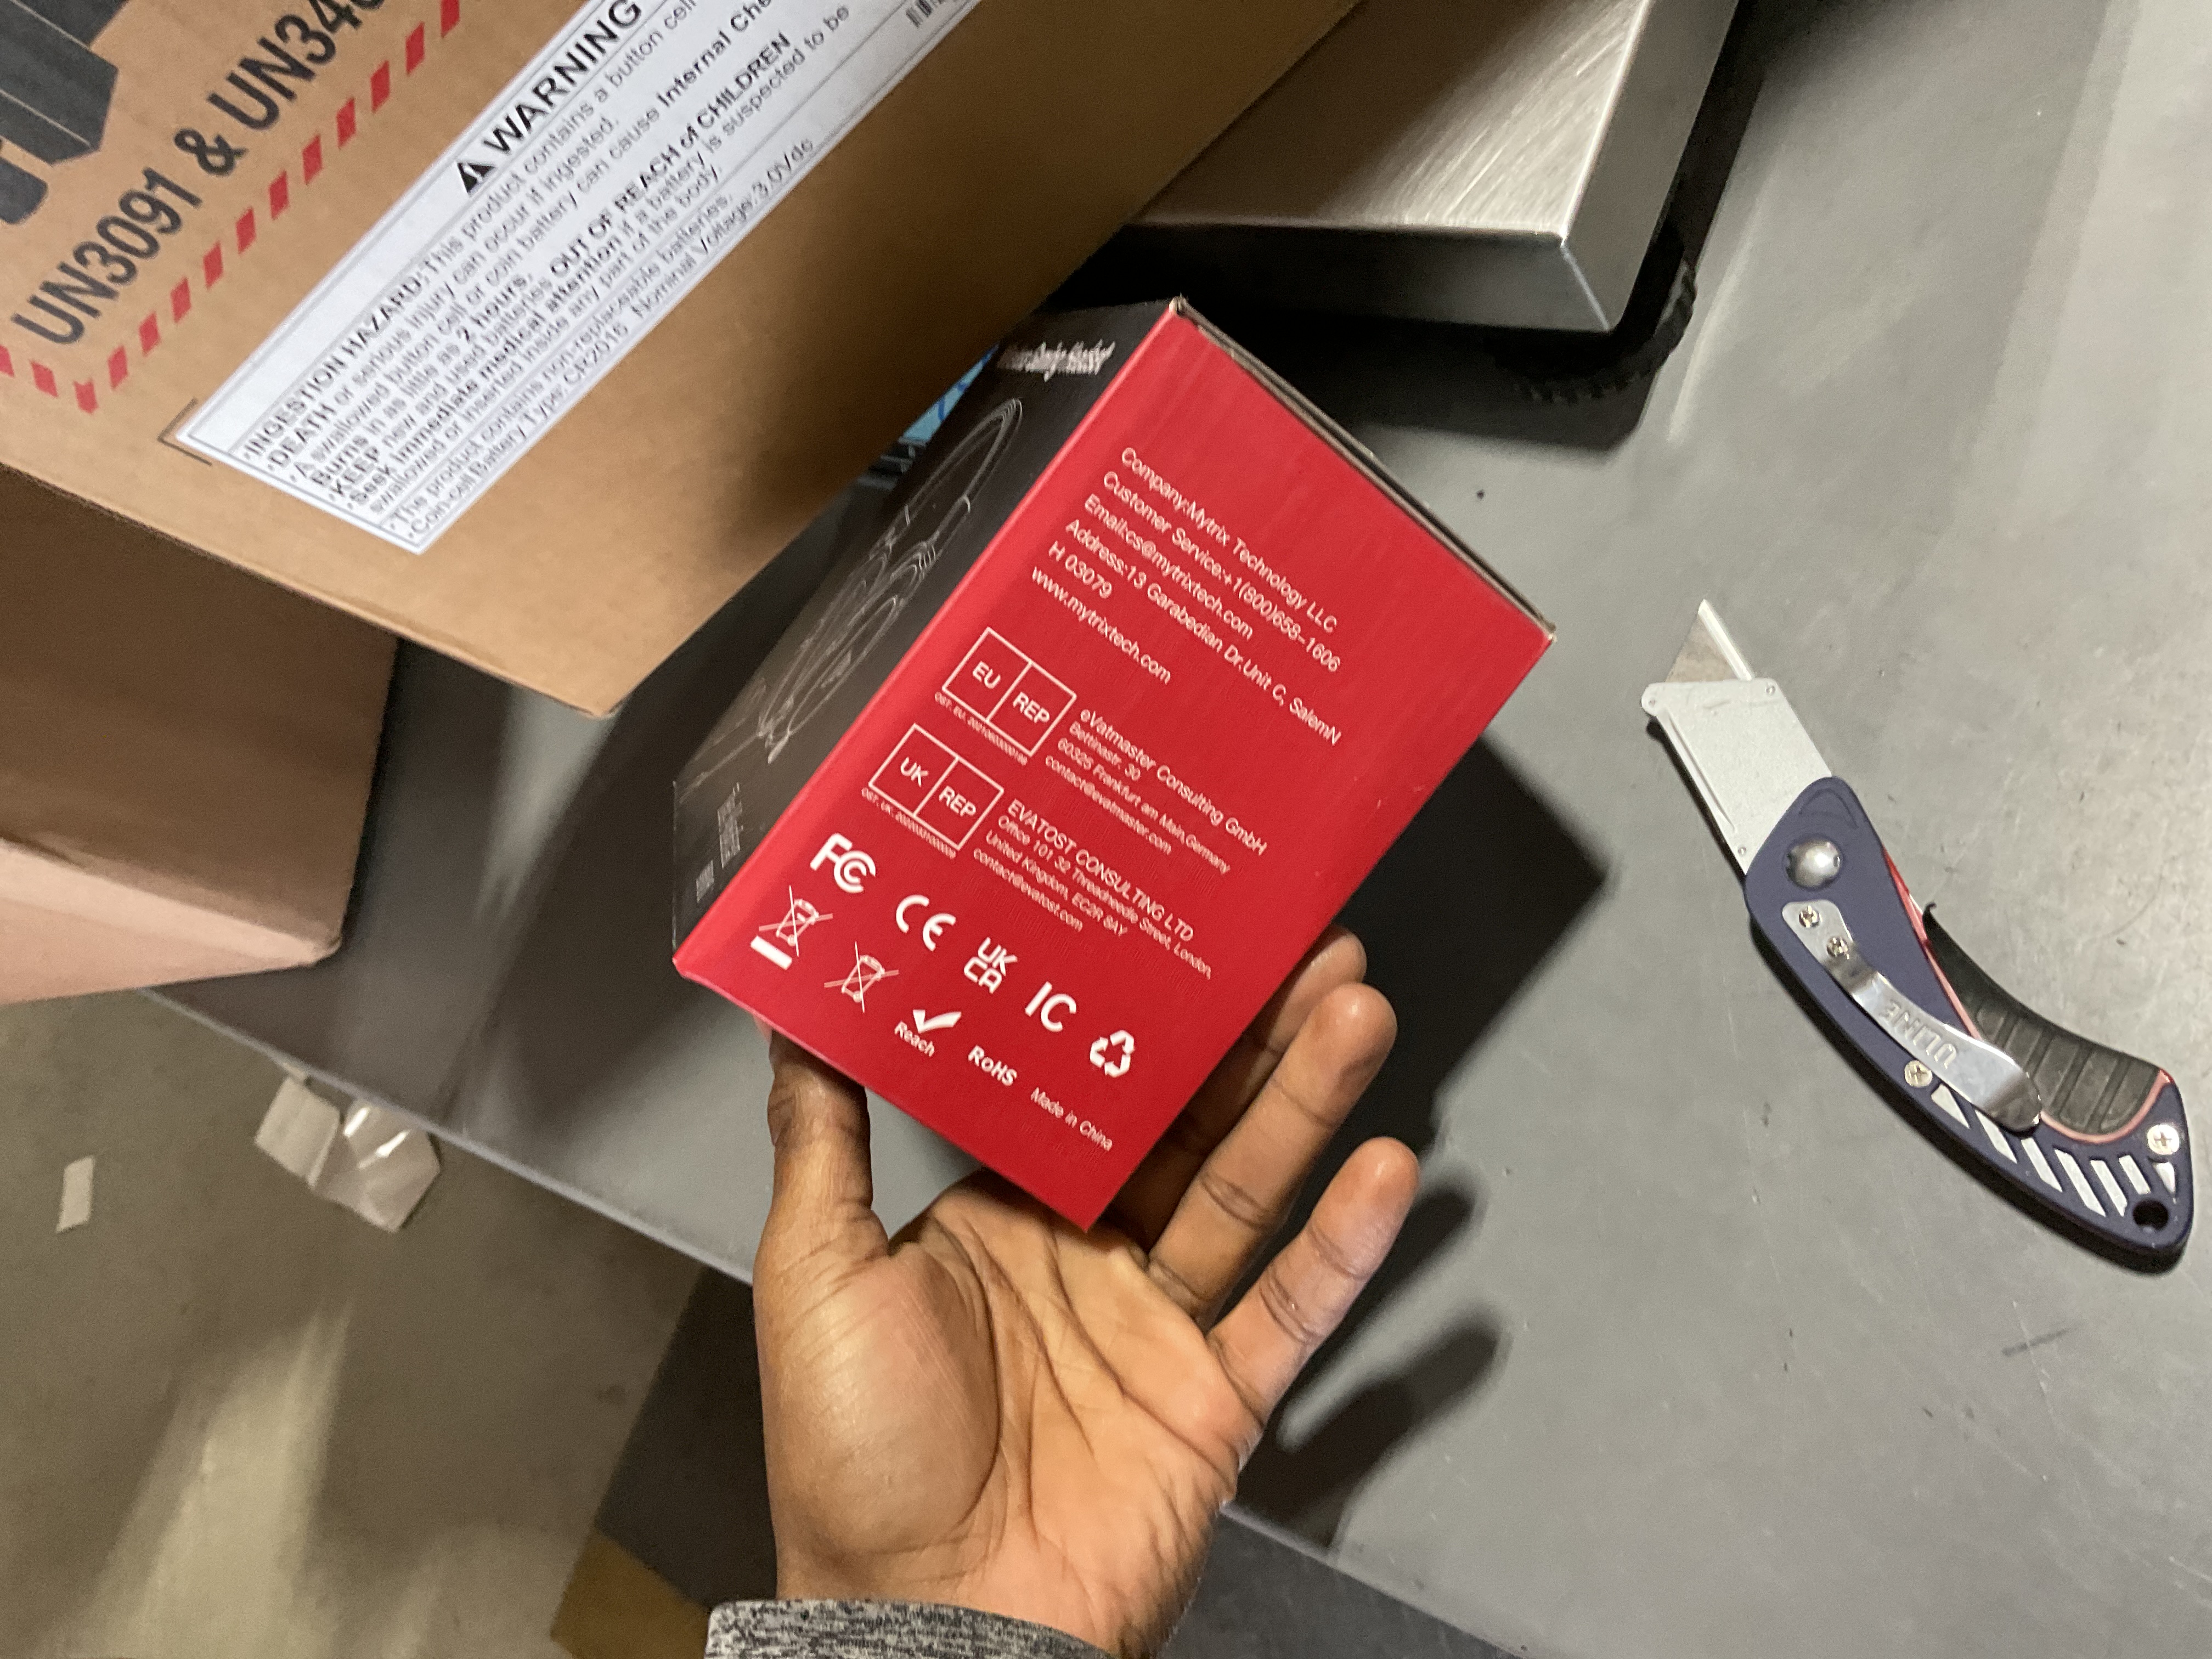 UN3091 & UN348
WARNING
•INGESTION HAZARD: This product contains a button cell
•DEATH or serious injury can occur if ingested.
•A swallowed button cell or coin battery can cause Internal Che
Burns in as little as 2 hours.
•KEEP new and used batteries OUT OF REACH of CHILDREN
•Seek immediate medical attention if a battery is suspected to be
swallowed or inserted inside any part of the body.
•The product contains non-replaceable batteries.
Coin cell Battery Type: CR2016 Nominal Voltage: 3.0V/dc
Company:Mytrix Technology LLC
Customer Service:+1(800)658-1606
Email:cs@mytrixtech.com
Address:13 Garabedian Dr.Unit C, SalemN
H 03079
www.mytrixtech.com
EU REP
eVatmaster Consulting GmbH
Bettinastr. 30
60325 Frankfurt am Main,Germany
contact@evatmaster.com
UK REP
EVATOST CONSULTING LTD
Office 101 32 Threadneedle Street, London,
United Kingdom, EC2R 8AY
contact@evatost.com
FC CE UK CA IC
Reach RoHS Made in China
ULINE